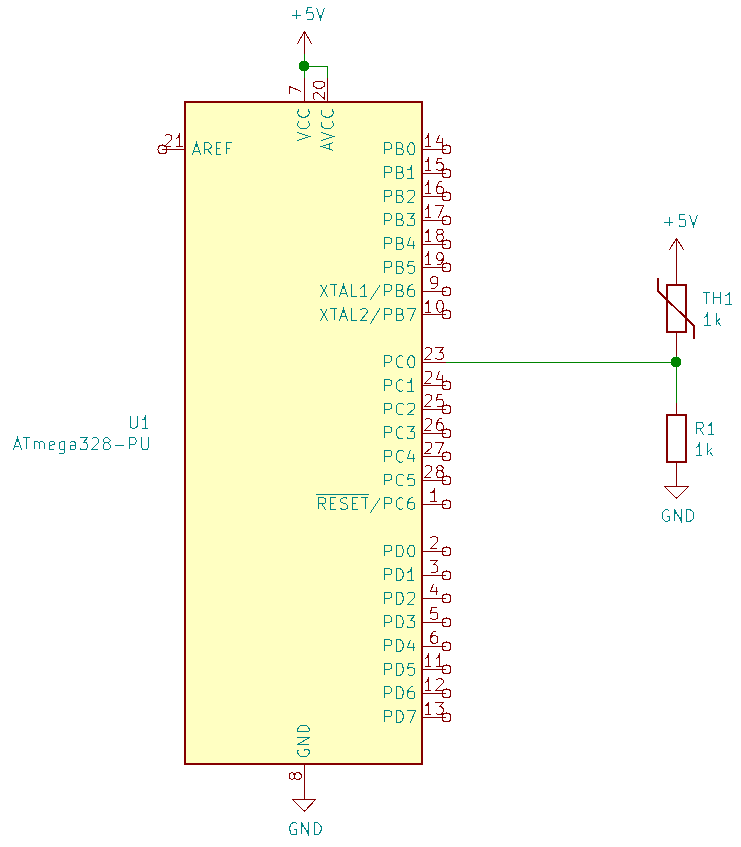 +5V
7
20
VCC
AVCC
21
AREF
PB0
14
PB1
15
PB2
16
PB3
17
PB4
18
PB5
19
XTAL1/PB6
9
XTAL2/PB7
10
PC0
23
PC1
24
PC2
25
PC3
26
PC4
27
PC5
28
RESET/PC6
1
PD0
2
PD1
3
PD2
4
PD3
5
PD4
6
PD5
11
PD6
12
PD7
13
U1
ATmega328-PU
GND
8
GND
+5V
TH1
1k
R1
1k
GND